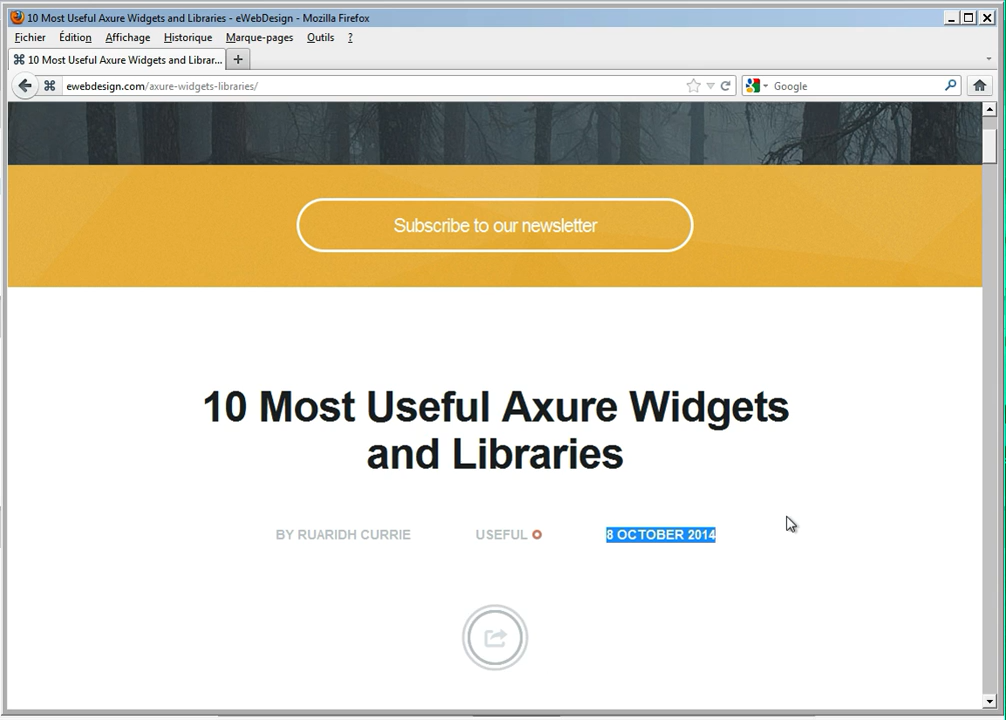 10 Most Useful Axure Widgets and Libraries - eWebDesign - Mozilla Firefox
Fichier Édition Affichage Historique Marque-pages Outils ?
10 Most Useful Axure Widgets and Librar... +
ewebdesign.com/axure-widgets-libraries/ Google
Subscribe to our newsletter
10 Most Useful Axure Widgets
and Libraries
BY RUARIDH CURRIE USEFUL 8 OCTOBER 2014